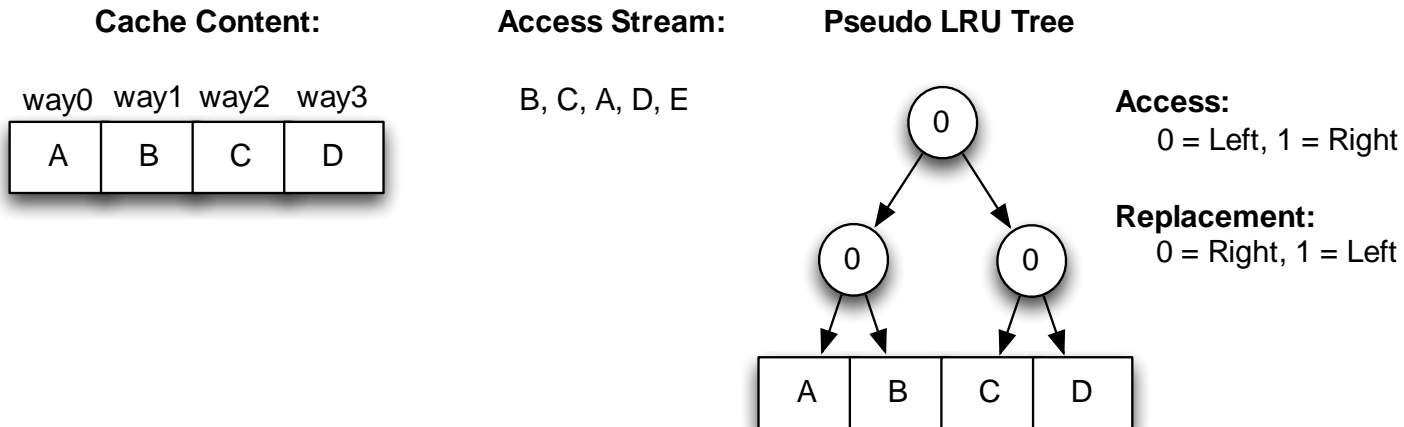 Cache Content:
Access Stream:
Pseudo LRU Tree
way0 way1 way2 way3
A B C D
B, C, A, D, E
0
0 0
A B C D
Access:
0 = Left, 1 = Right
Replacement:
0 = Right, 1 = Left